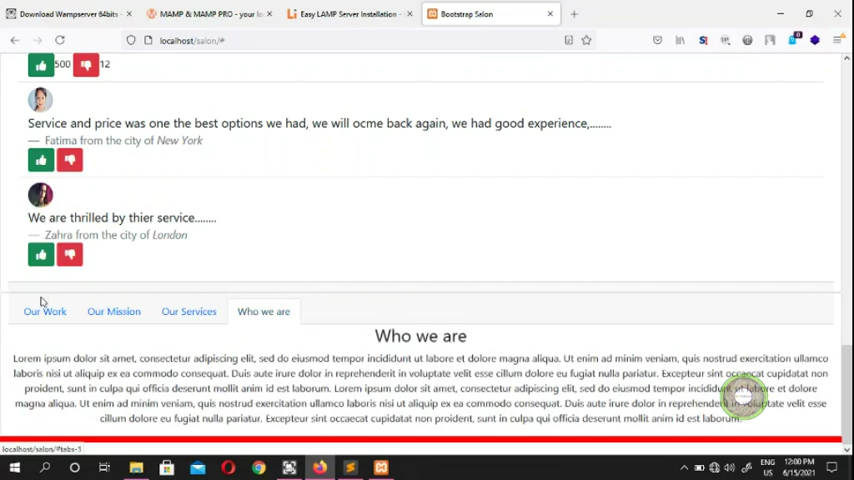 Download Wampserver 64bits -
MAMP & MAMP PRO - your lo
Easy LAMP Server Installation -
Bootstrap Salon
localhost/salon/#
500 12
Service and price was one the best options we had, we will ocme back again, we had good experience,........
— Fatima from the city of New York
We are thrilled by thier service........
— Zahra from the city of London
Our Work Our Mission Our Services Who we are
Who we are
Lorem ipsum dolor sit amet, consectetur adipiscing elit, sed do eiusmod tempor incididunt ut labore et dolore magna aliqua. Ut enim ad minim veniam, quis nostrud exercitation ullamco
laboris nisi ut aliquip ex ea commodo consequat. Duis aute irure dolor in reprehenderit in voluptate velit esse cillum dolore eu fugiat nulla pariatur. Excepteur sint occaecat cupidatat non
proident, sunt in culpa qui officia deserunt mollit anim id est laborum. Lorem ipsum dolor sit amet, consectetur adipiscing elit, sed do eiusmod tempor incididunt ut labore et dolore
magna aliqua. Ut enim ad minim veniam, quis nostrud exercitation ullamco laboris nisi ut aliquip ex ea commodo consequat. Duis aute irure dolor in reprehenderit in voluptate velit esse
cillum dolore eu fugiat nulla pariatur. Excepteur sint occaecat cupidatat non proident, sunt in culpa qui officia deserunt mollit anim id est laborum.
localhost/salon/#tabs-1
ENG 12:00 PM
US 6/15/2021